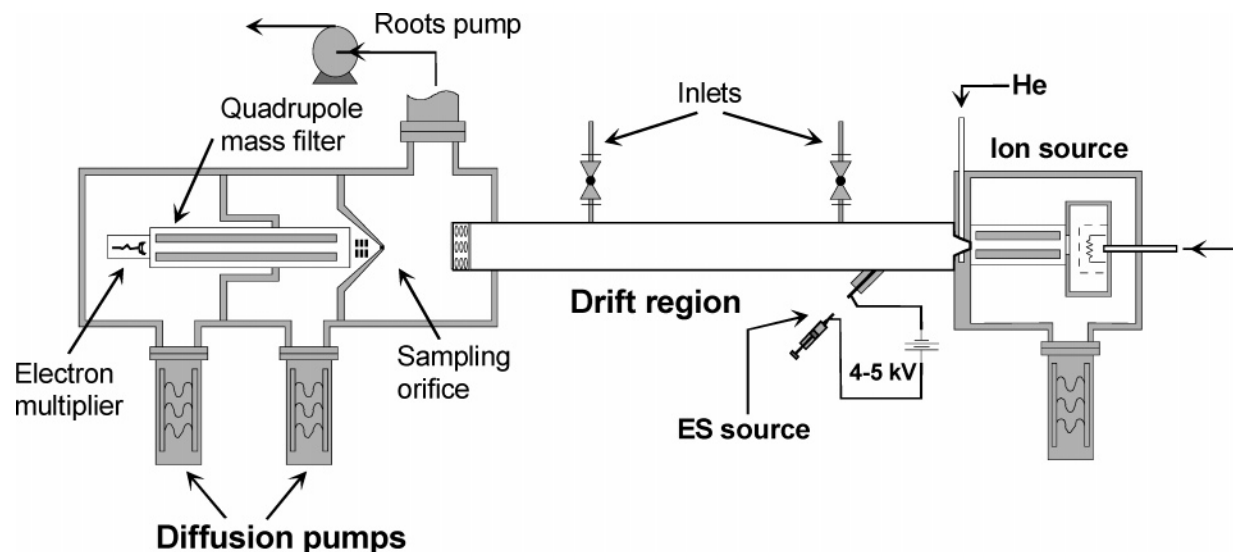 Roots pump
Quadrupole
mass filter
Inlets
He
Ion source
Drift region
Electron
multiplier
Sampling
orifice
4-5 kV
ES source
Diffusion pumps